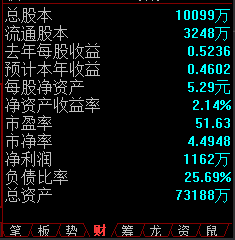 总股本 10099万
流通股本 3248万
去年每股收益 0.5236
预计本年收益 0.4602
每股净资产 5.29元
净资产收益率 2.14%
市盈率 51.63
市净率 4.4948
净利润 1162万
负债比率 25.69%
总资产 73188万
笔 板 势 财 筹 龙 资 鼠